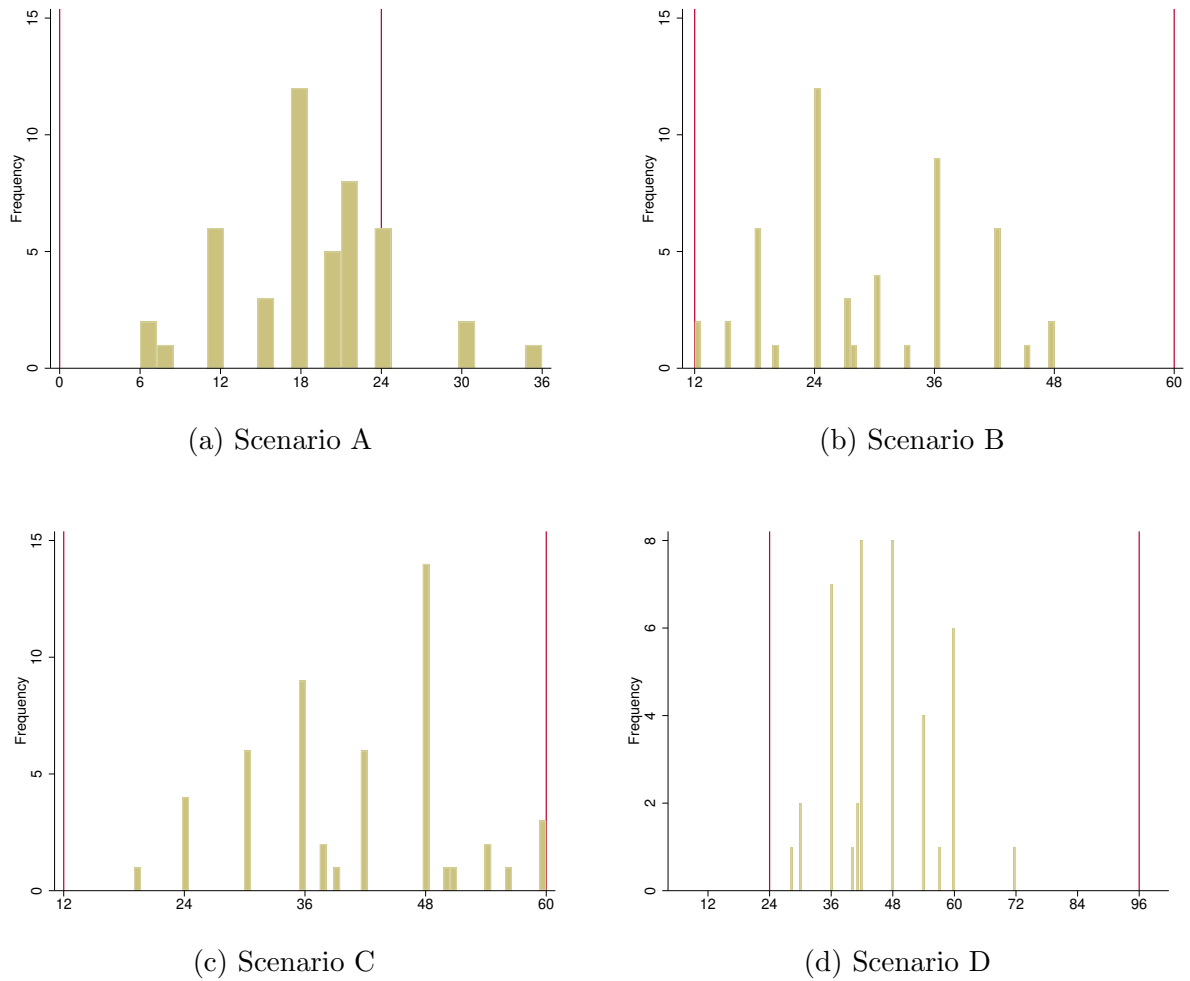 15
10
5
0
Frequency
0 6 12 18 24 30 36
(a) Scenario A
15
10
5
0
Frequency
12 24 36 48 60
(b) Scenario B
15
10
5
0
Frequency
12 24 36 48 60
(c) Scenario C
8
6
4
2
0
Frequency
12 24 36 48 60 72 84 96
(d) Scenario D